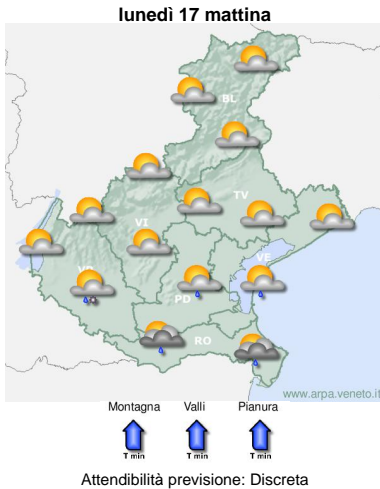 lunedì 17 mattina
BL
TV
VI
VR
VE
PD
RO
www.arpa.veneto.it
Montagna Valli Pianura
T min T min T min
Attendibilità previsione: Discreta